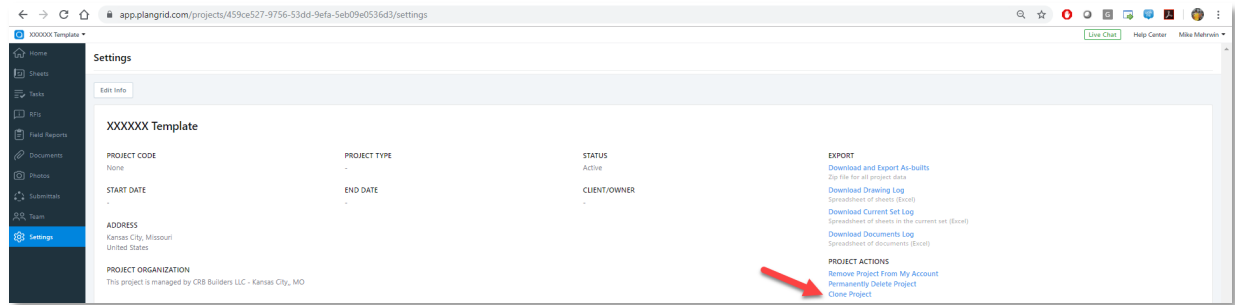 app.plangrid.com/projects/459ce527-9756-53dd-9efa-5eb09e0536d3/settings
XXXXXX Template
Live Chat
Help Center
Mike Mehrwin
Home
Sheets
Tasks
RFIs
Field Reports
Documents
Photos
Submittals
Team
Settings
Settings
Edit Info
XXXXXX Template
PROJECT CODE
None
PROJECT TYPE
-
STATUS
Active
START DATE
-
END DATE
-
CLIENT/OWNER
-
ADDRESS
Kansas City, Missouri
United States
PROJECT ORGANIZATION
This project is managed by CRB Builders LLC - Kansas City,, MO
EXPORT
Download and Export As-builts
Zip file for all project data
Download Drawing Log
Spreadsheet of sheets (Excel)
Download Current Set Log
Spreadsheet of sheets in the current set (Excel)
Download Documents Log
Spreadsheet of documents (Excel)
PROJECT ACTIONS
Remove Project From My Account
Permanently Delete Project
Clone Project